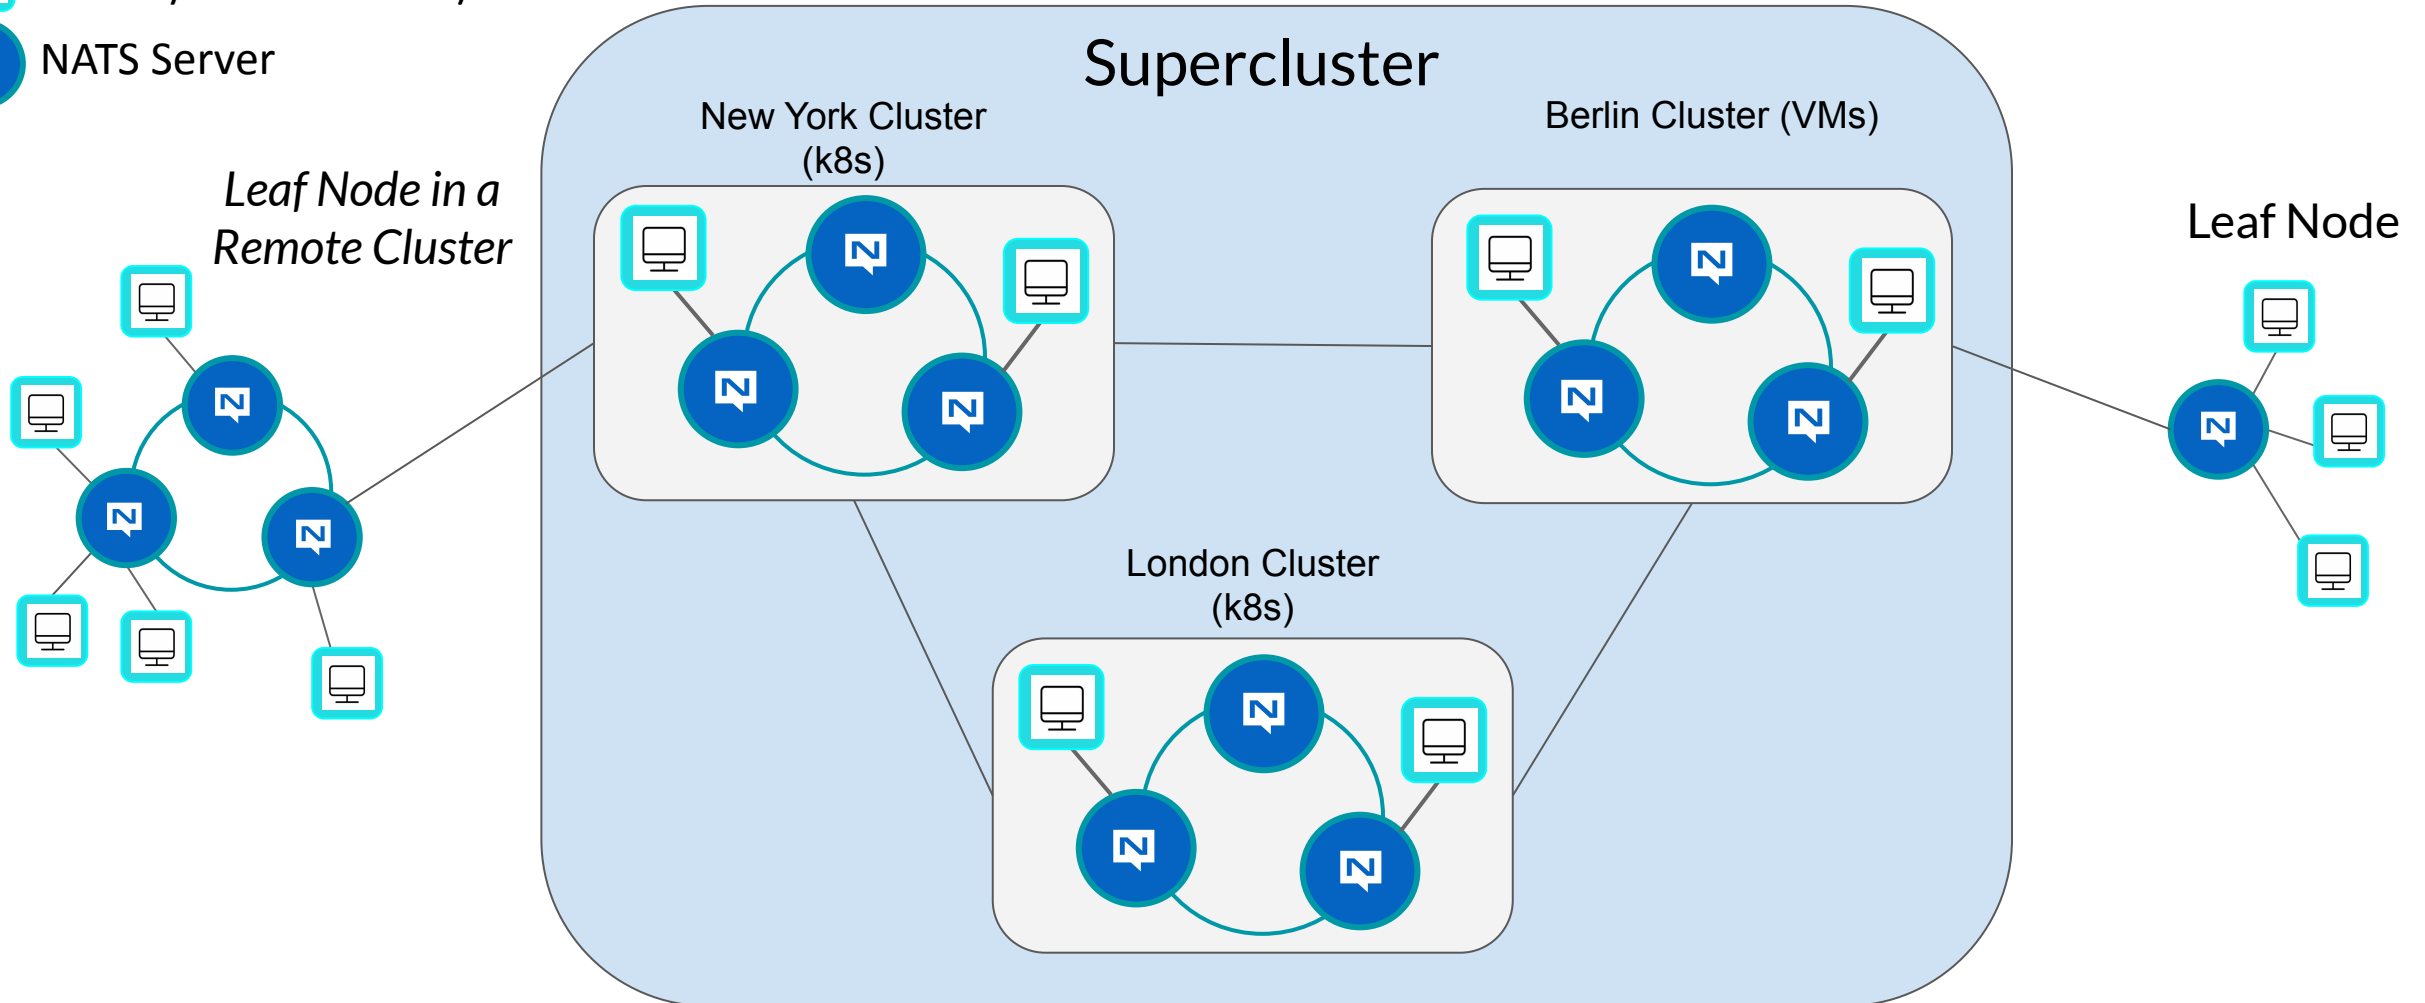 NATS Server
Supercluster
New York Cluster
(k8s)
Berlin Cluster (VMs)
Leaf Node in a
Remote Cluster
Leaf Node
London Cluster
(k8s)